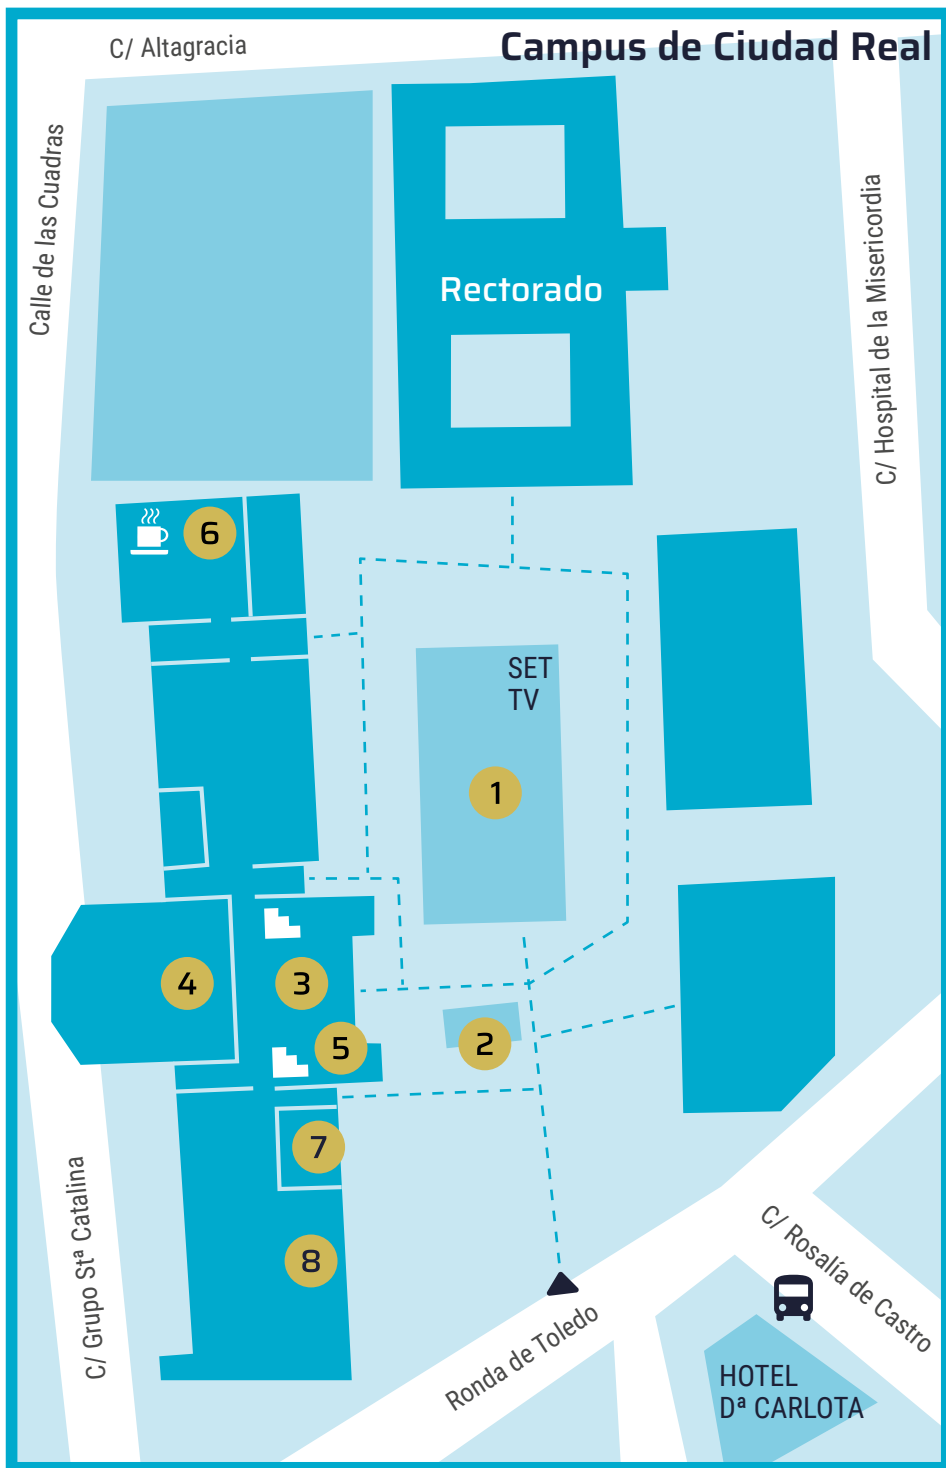 C/ Altagracia
Campus de Ciudad Real
Calle de las Cuadras
C/ Hospital de la Misericordia
Rectorado
6
SET
TV
1
4
3
5
2
7
8
C/ Grupo Stª Catalina
Ronda de Toledo
C/ Rosalía de Castro
HOTEL
Dª CARLOTA